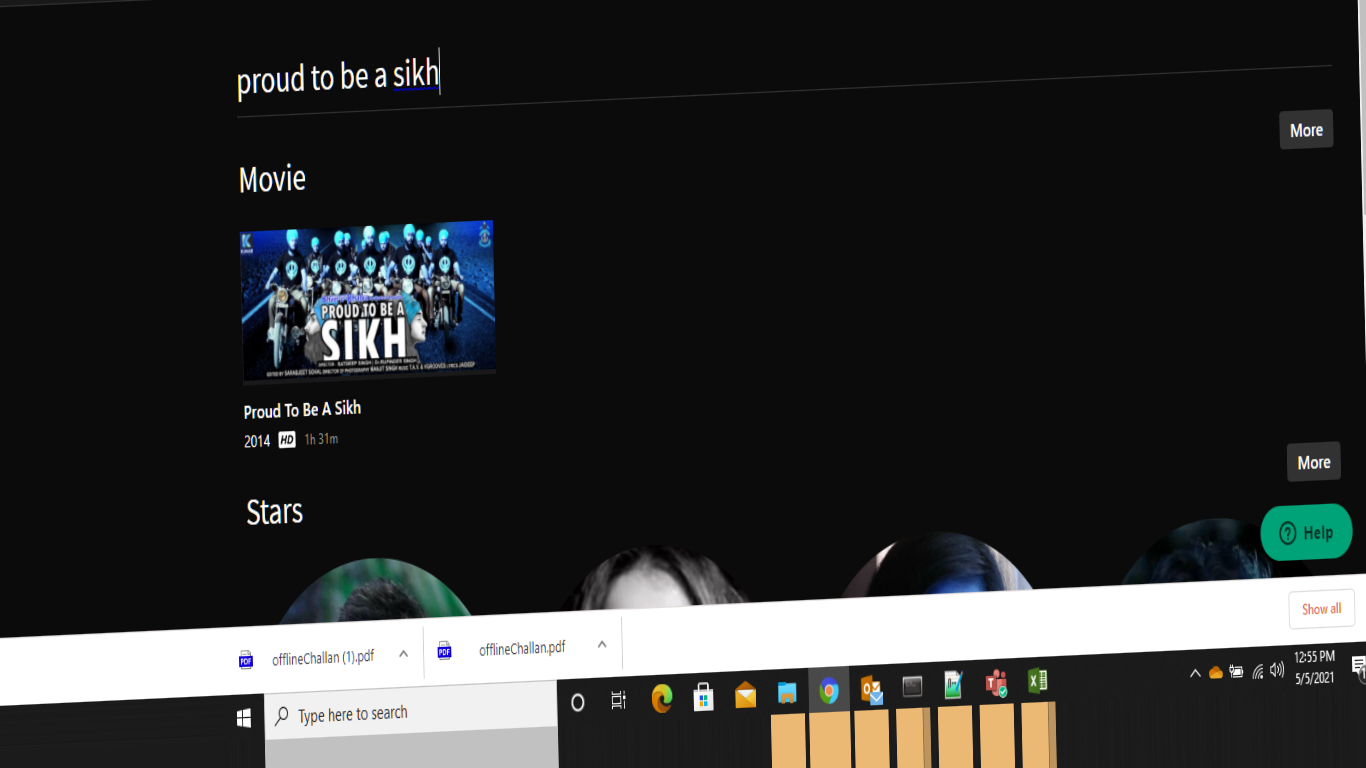 proud to be a sikh
More
Movie
PROUD TO BE A
SIKH
Proud To Be A Sikh
2014 HD 1h 31m
More
Stars
Help
Show all
PDF offlineChallan (1).pdf
PDF offlineChallan.pdf
12:55 PM
5/5/2021
Type here to search